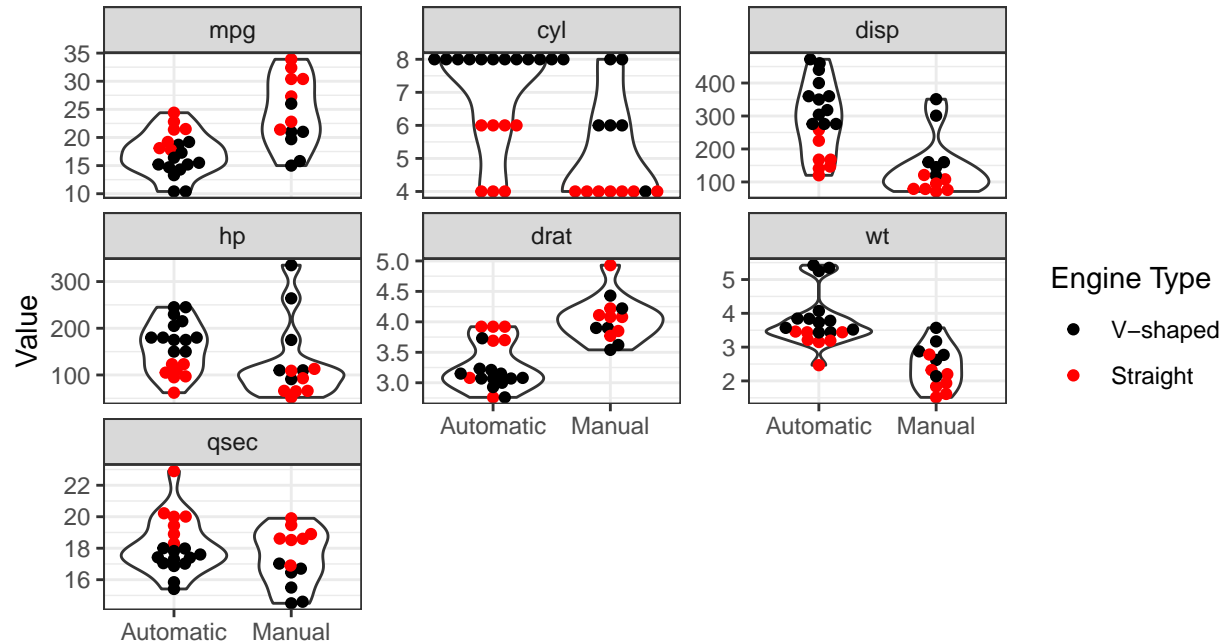 mpg
cyl
disp
35
30
25
20
15
10
8
7
6
5
4
400
300
200
100
hp
drat
wt
300
200
100
5.0
4.5
4.0
3.5
3.0
5
4
3
2
Automatic Manual
Automatic Manual
qsec
22
20
18
16
Automatic Manual
Value
Engine Type
V−shaped
Straight